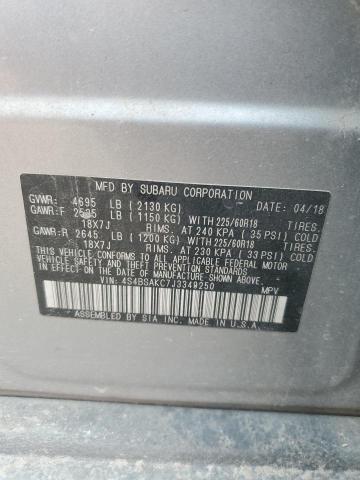 MFD BY SUBARU CORPORATION DATE: 04/18
GVWR: 4695 LB ( 2130 KG)
GAWR:F 2535 LB ( 1150 KG) WITH 225/60R18 TIRES.
18X7J RIMS. AT 240 KPA ( 35 PSI) COLD
GAWR:R 2645 LB ( 1200 KG) WITH 225/60R18 TIRES.
18X7J RIMS. AT 230 KPA ( 33 PSI) COLD
THIS VEHICLE CONFORMS TO ALL APPLICABLE FEDERAL MOTOR
VEHICLE SAFETY AND THEFT PREVENTION STANDARDS IN
EFFECT ON THE DATE OF MANUFACTURE SHOWN ABOVE.
VIN: 4S4BSAKC7J3349250 MPV
ASSEMBLED BY SIA INC. IN U.S.A.